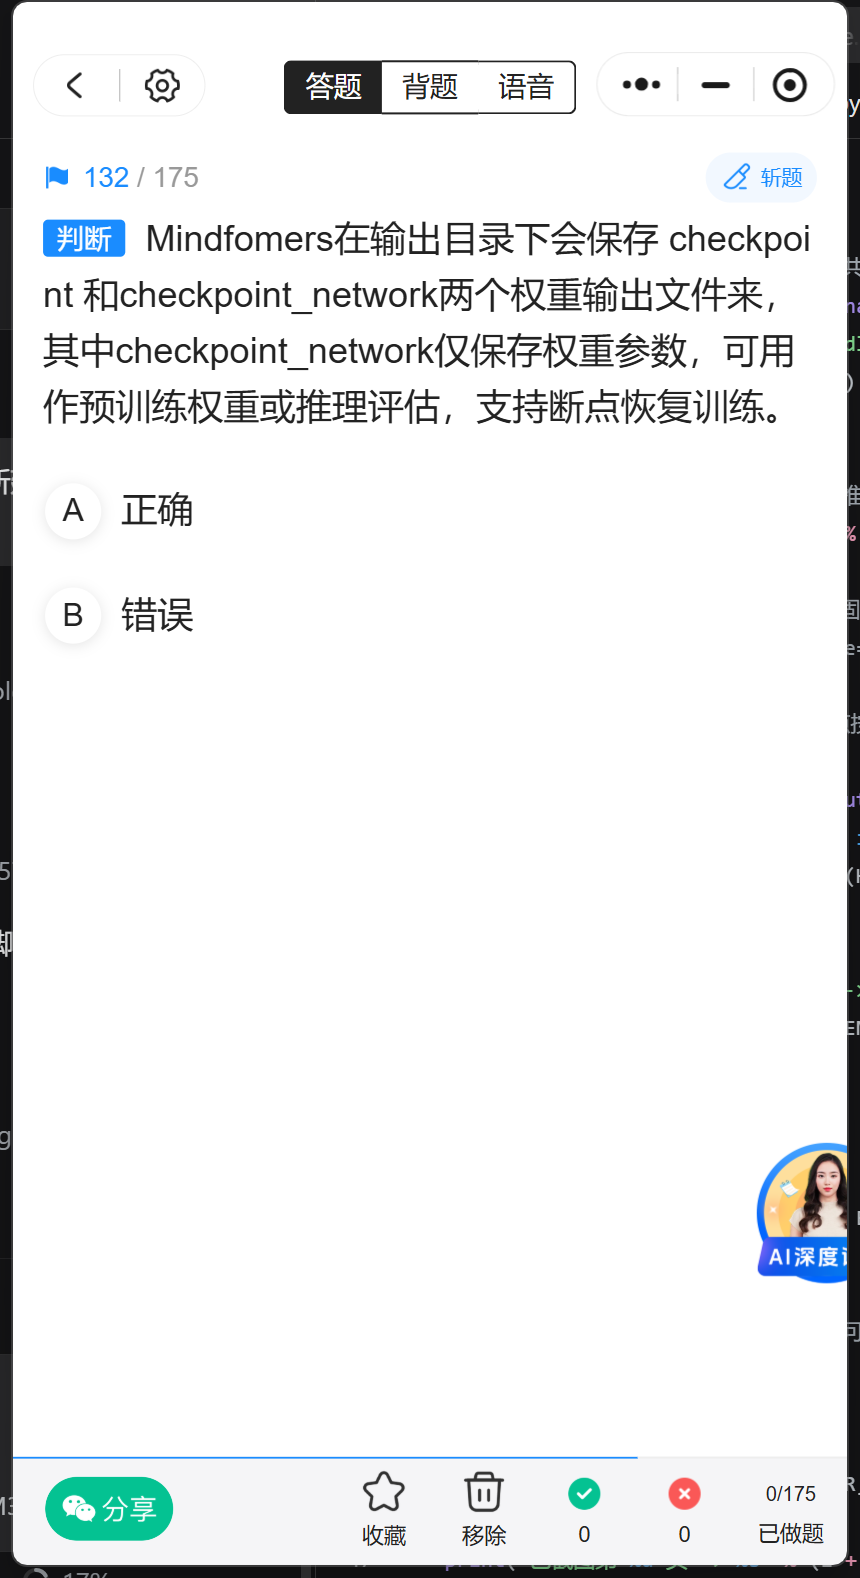 答题 背题 语音
132 / 175 斩题
判断 Mindfomers在输出目录下会保存 checkpoi
nt 和checkpoint_network两个权重输出文件来，
其中checkpoint_network仅保存权重参数，可用
作预训练权重或推理评估，支持断点恢复训练。
A 正确
B 错误
AI深度
分享 收藏 移除 0 0 0/175 已做题
17%